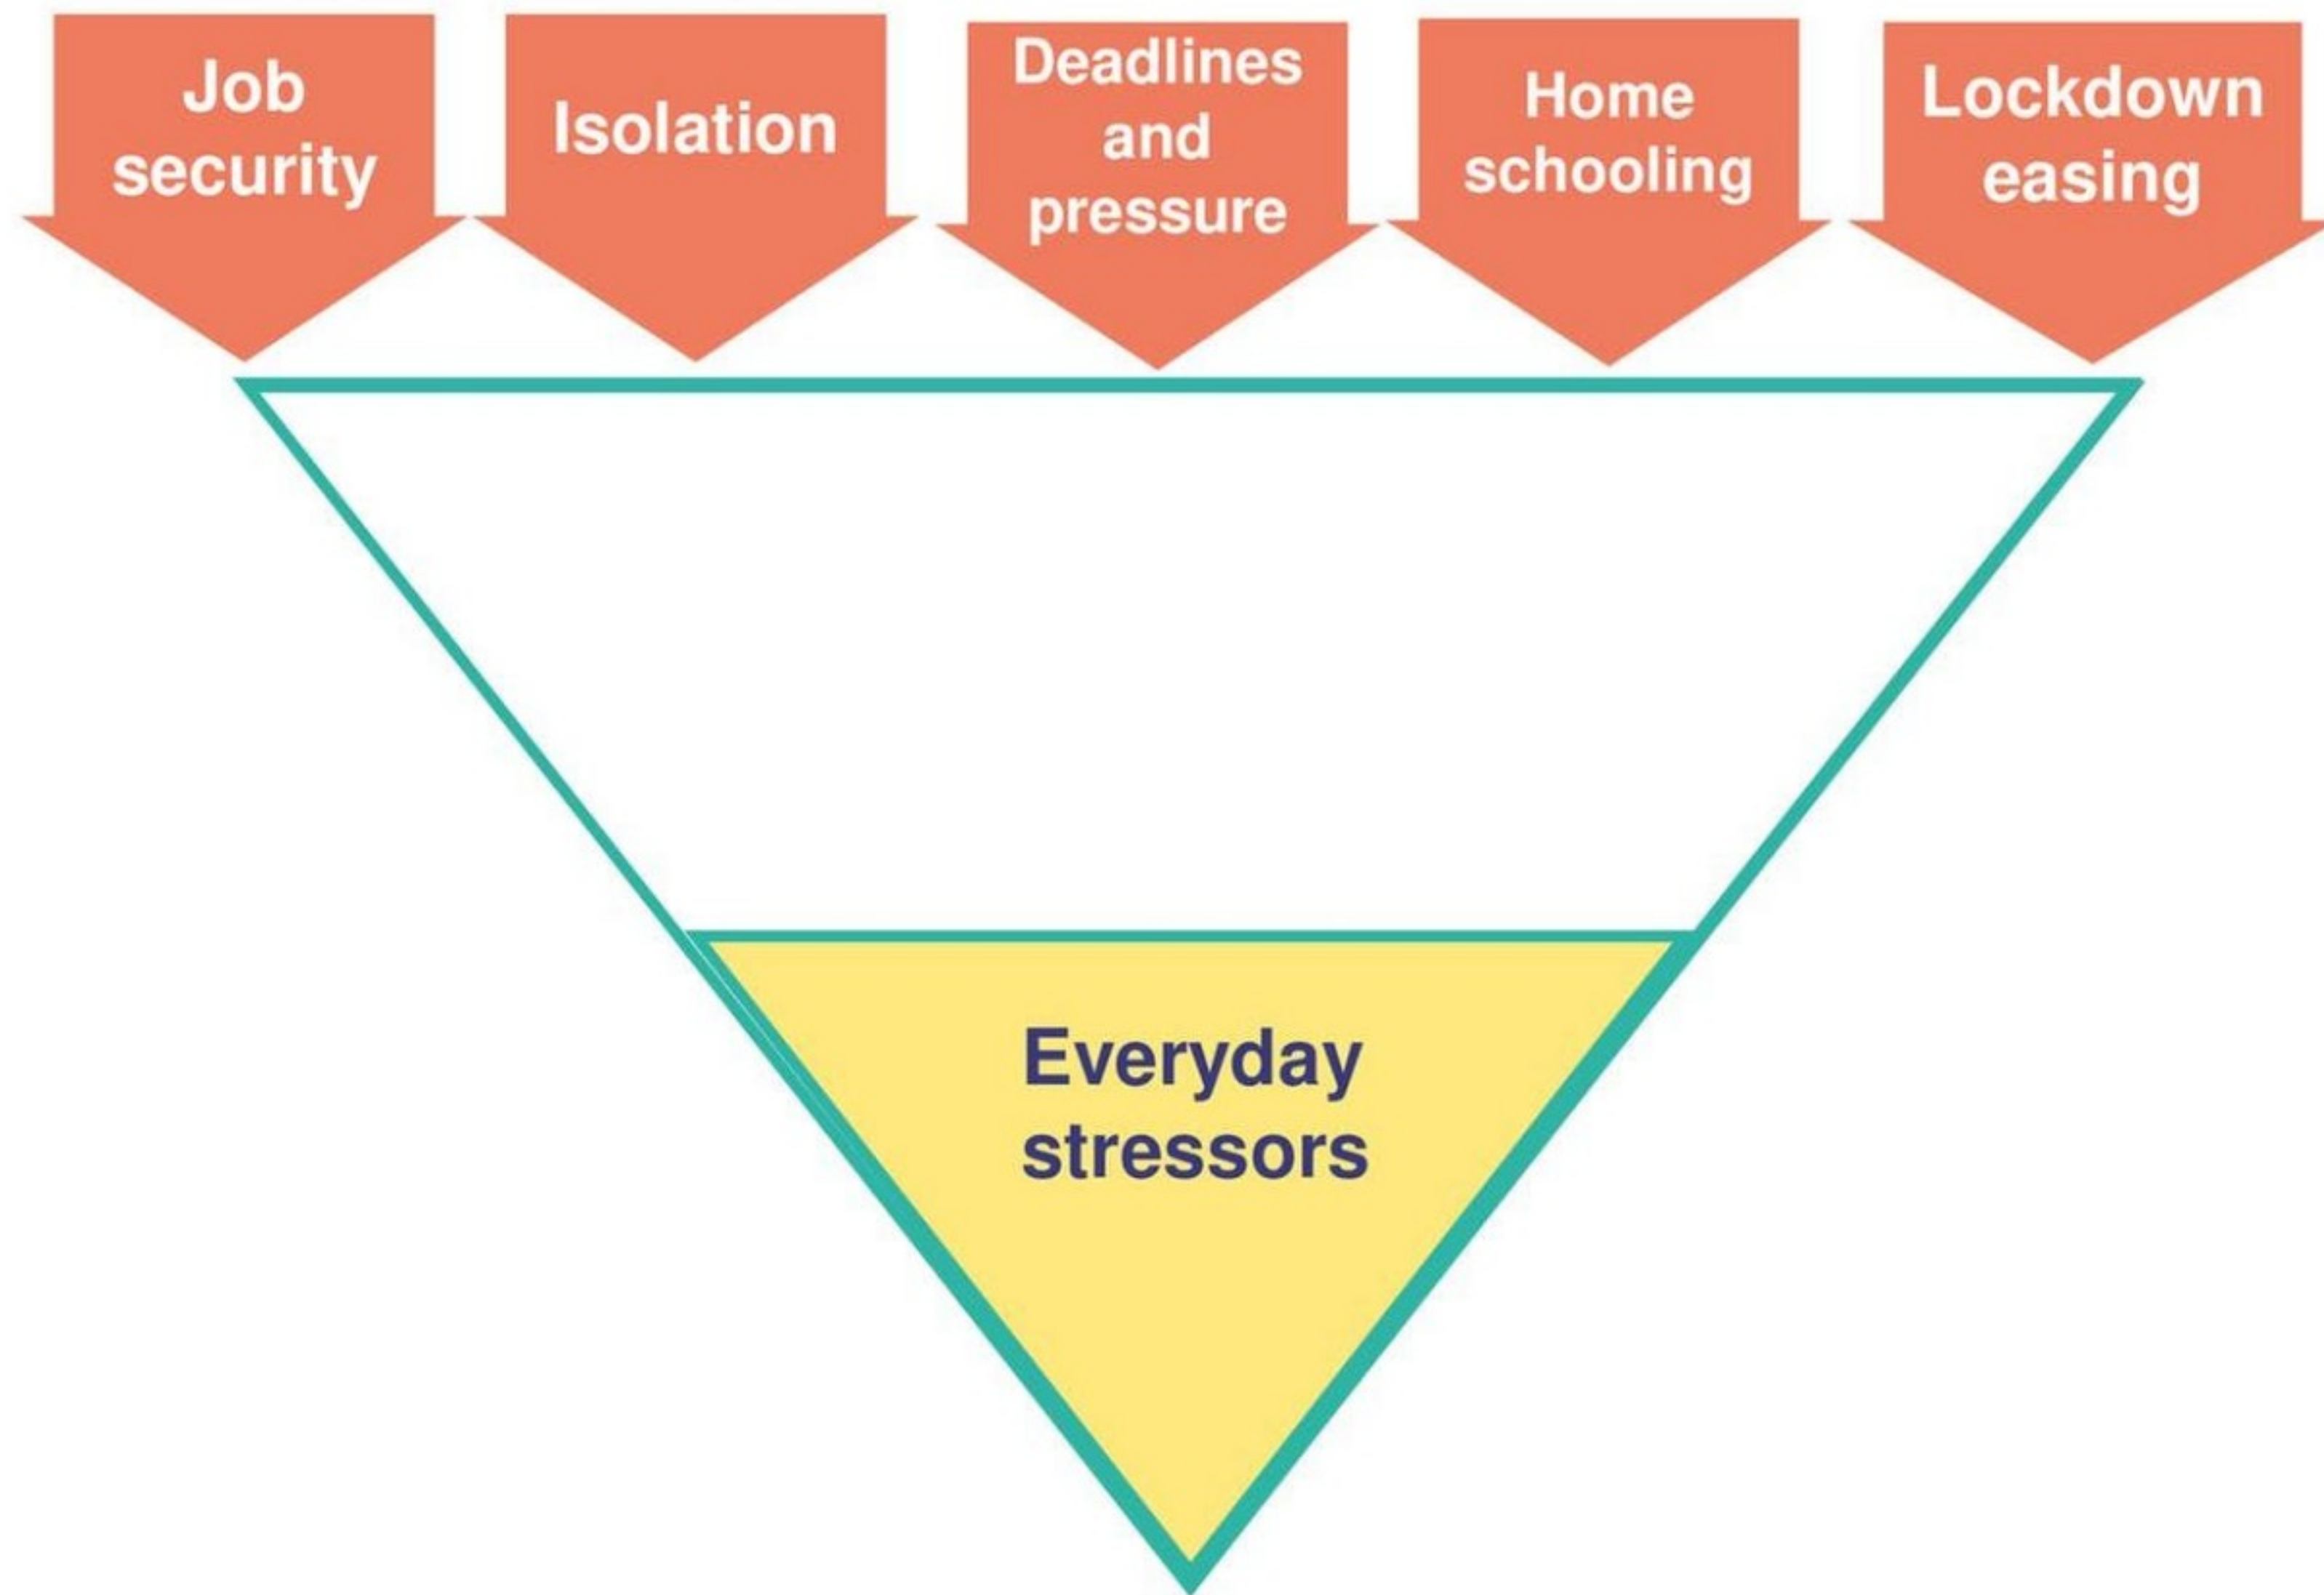 Job
security
Isolation
Deadlines
and
pressure
Home
schooling
Lockdown
easing
Everyday
stressors